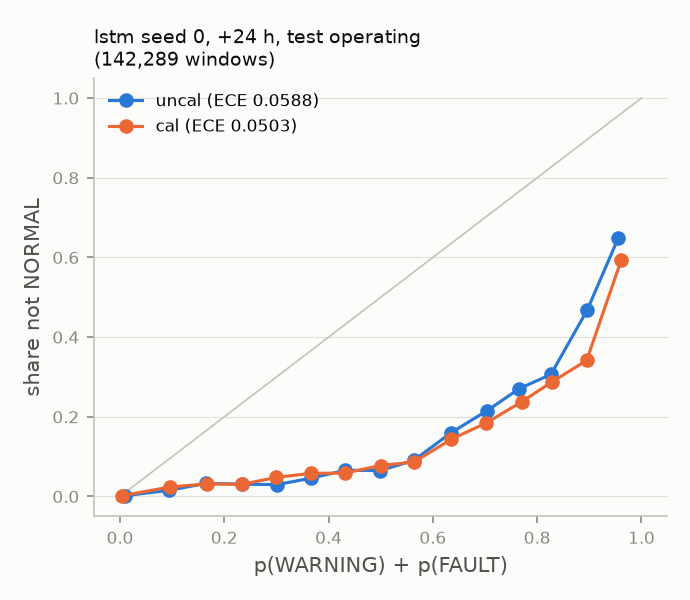 lstm seed 0, +24 h, test operating
(142,289 windows)
uncal (ECE 0.0588)
cal (ECE 0.0503)
1.0
0.8
0.6
0.4
0.2
0.0
share not NORMAL
0.0 0.2 0.4 0.6 0.8 1.0
p(WARNING) + p(FAULT)